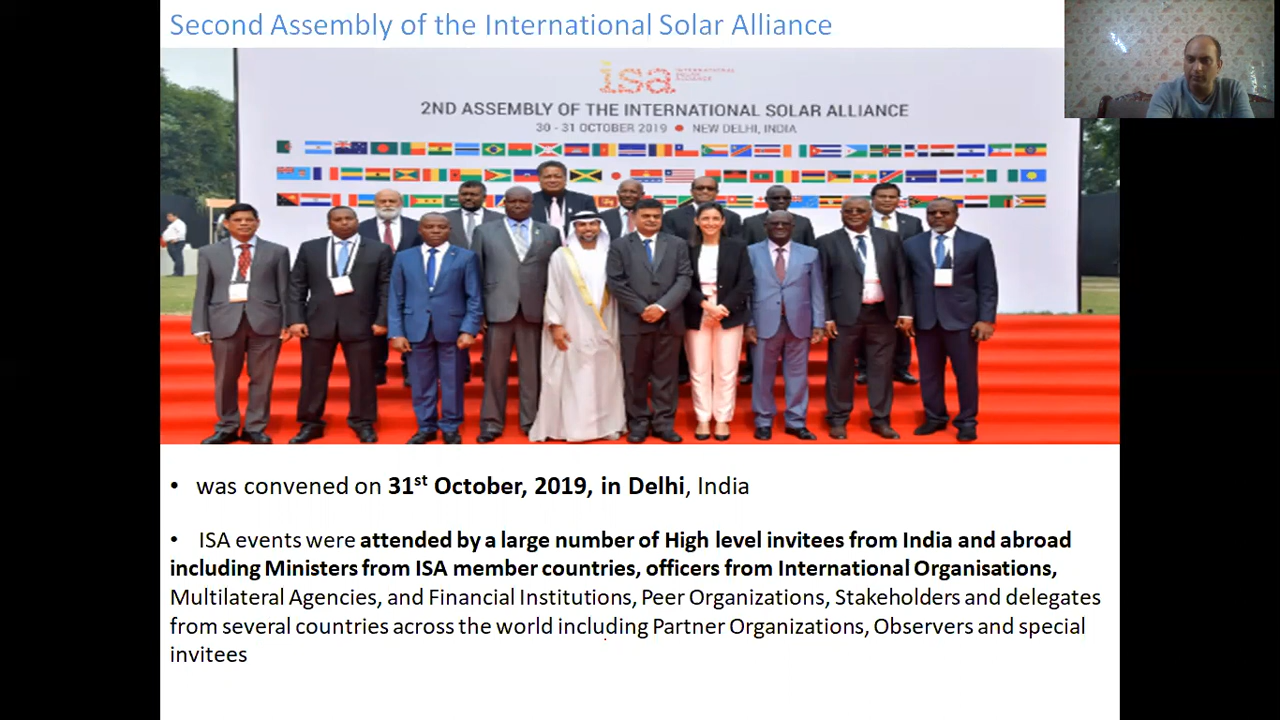 Second Assembly of the International Solar Alliance
isa INTERNATIONAL
SOLAR
ALLIANCE
2ND ASSEMBLY OF THE INTERNATIONAL SOLAR ALLIANCE
30 - 31 OCTOBER 2019 ● NEW DELHI, INDIA
• was convened on 31st October, 2019, in Delhi, India
• ISA events were attended by a large number of High level invitees from India and abroad
including Ministers from ISA member countries, officers from International Organisations,
Multilateral Agencies, and Financial Institutions, Peer Organizations, Stakeholders and delegates
from several countries across the world including Partner Organizations, Observers and special
invitees